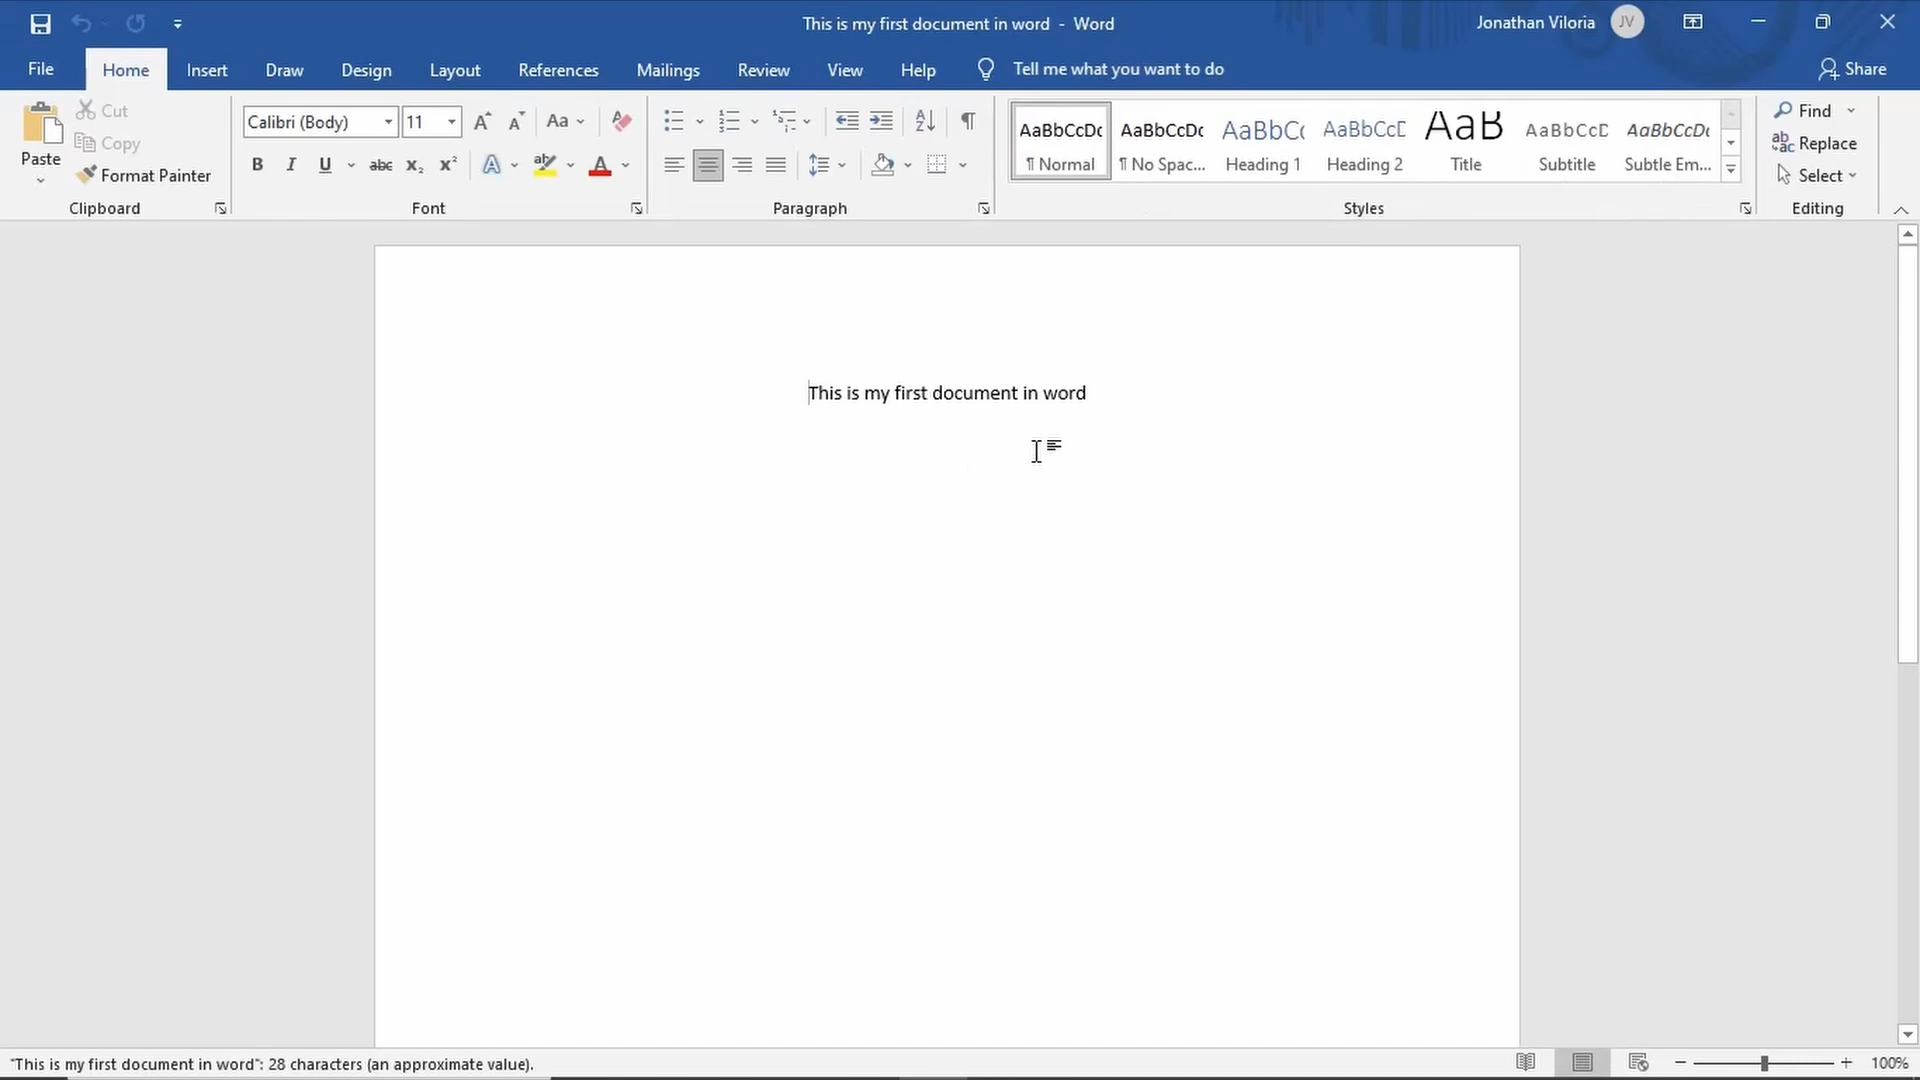 This is my first document in word - Word
Jonathan Viloria JV
File Home Insert Draw Design Layout References Mailings Review View Help Tell me what you want to do Share
Paste
Cut
Copy
Format Painter
Clipboard
Calibri (Body) 11 A A Aa
B I U abc x₂ x² A ab A
Font
Paragraph
AaBbCcDc AaBbCcDc AaBbCc AaBbCcD AaB AaBbCcD AaBbCcDc
¶ Normal ¶ No Spac... Heading 1 Heading 2 Title Subtitle Subtle Em...
Styles
Find
Replace
Select
Editing
This is my first document in word
"This is my first document in word": 28 characters (an approximate value).
100%